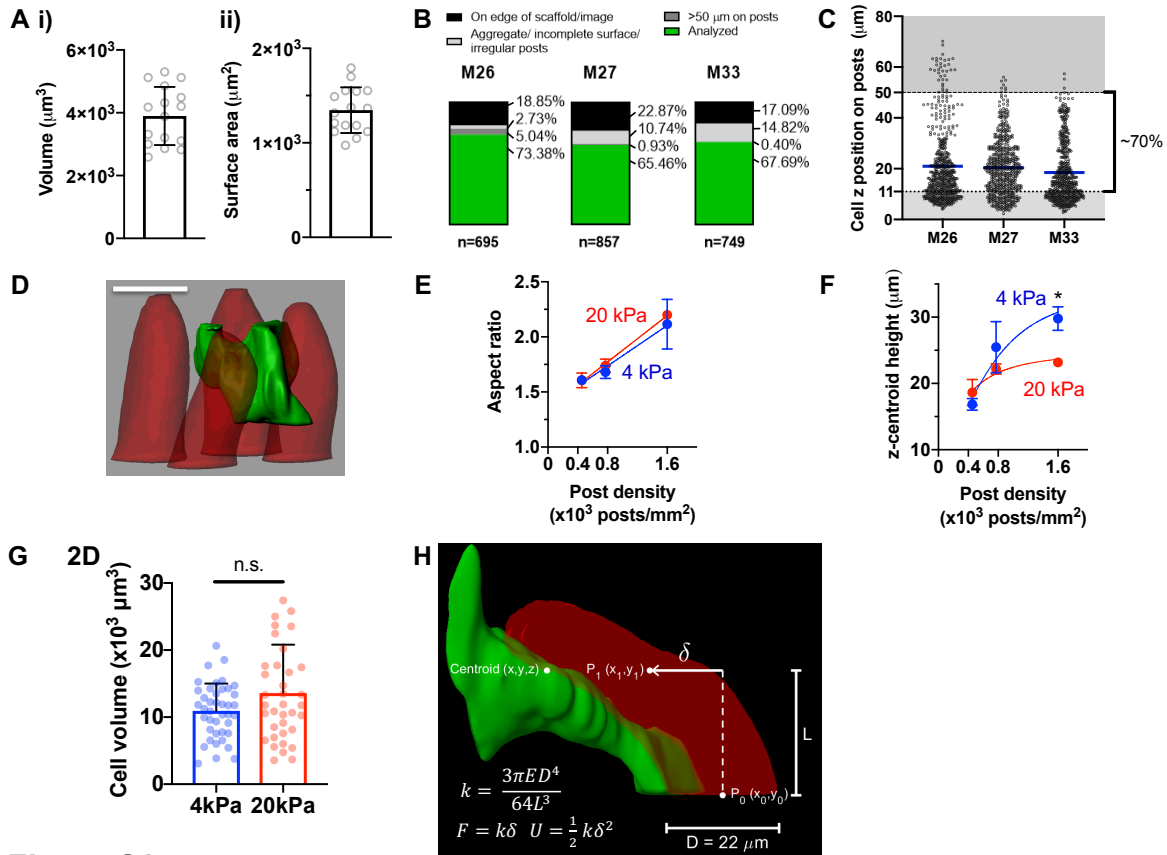 A i)
Volume (μm³)
6×10³
4×10³
2×10³
0
ii)
Surface area (μm²)
2×10³
1×10³
0
B
On edge of scaffold/image
Aggregate/ incomplete surface/
irregular posts
>50 μm on posts
Analyzed
M26
18.85%
2.73%
5.04%
73.38%
n=695
M27
22.87%
10.74%
0.93%
65.46%
n=857
M33
17.09%
14.82%
0.40%
67.69%
n=749
C
Cell z position on posts (μm)
80
60
50
40
20
11
0
~70%
M26 M27 M33
D
E
Aspect ratio
2.5
2.0
1.5
1.0
20 kPa
4 kPa
0 0.4 0.8 1.6
Post density
(x10³ posts/mm²)
F
z-centroid height (μm)
30
20
10
4 kPa *
20 kPa
0 0.4 0.8 1.6
Post density
(x10³ posts/mm²)
G 2D
Cell volume (x10³ μm³)
n.s.
30
20
10
0
4kPa 20kPa
H
Centroid (x,y,z)
P₁ (x₁,y₁)
δ
L
P₀ (x₀,y₀)
k = 3πED⁴ / 64L³
F = kδ U = ½ kδ²
D = 22 μm